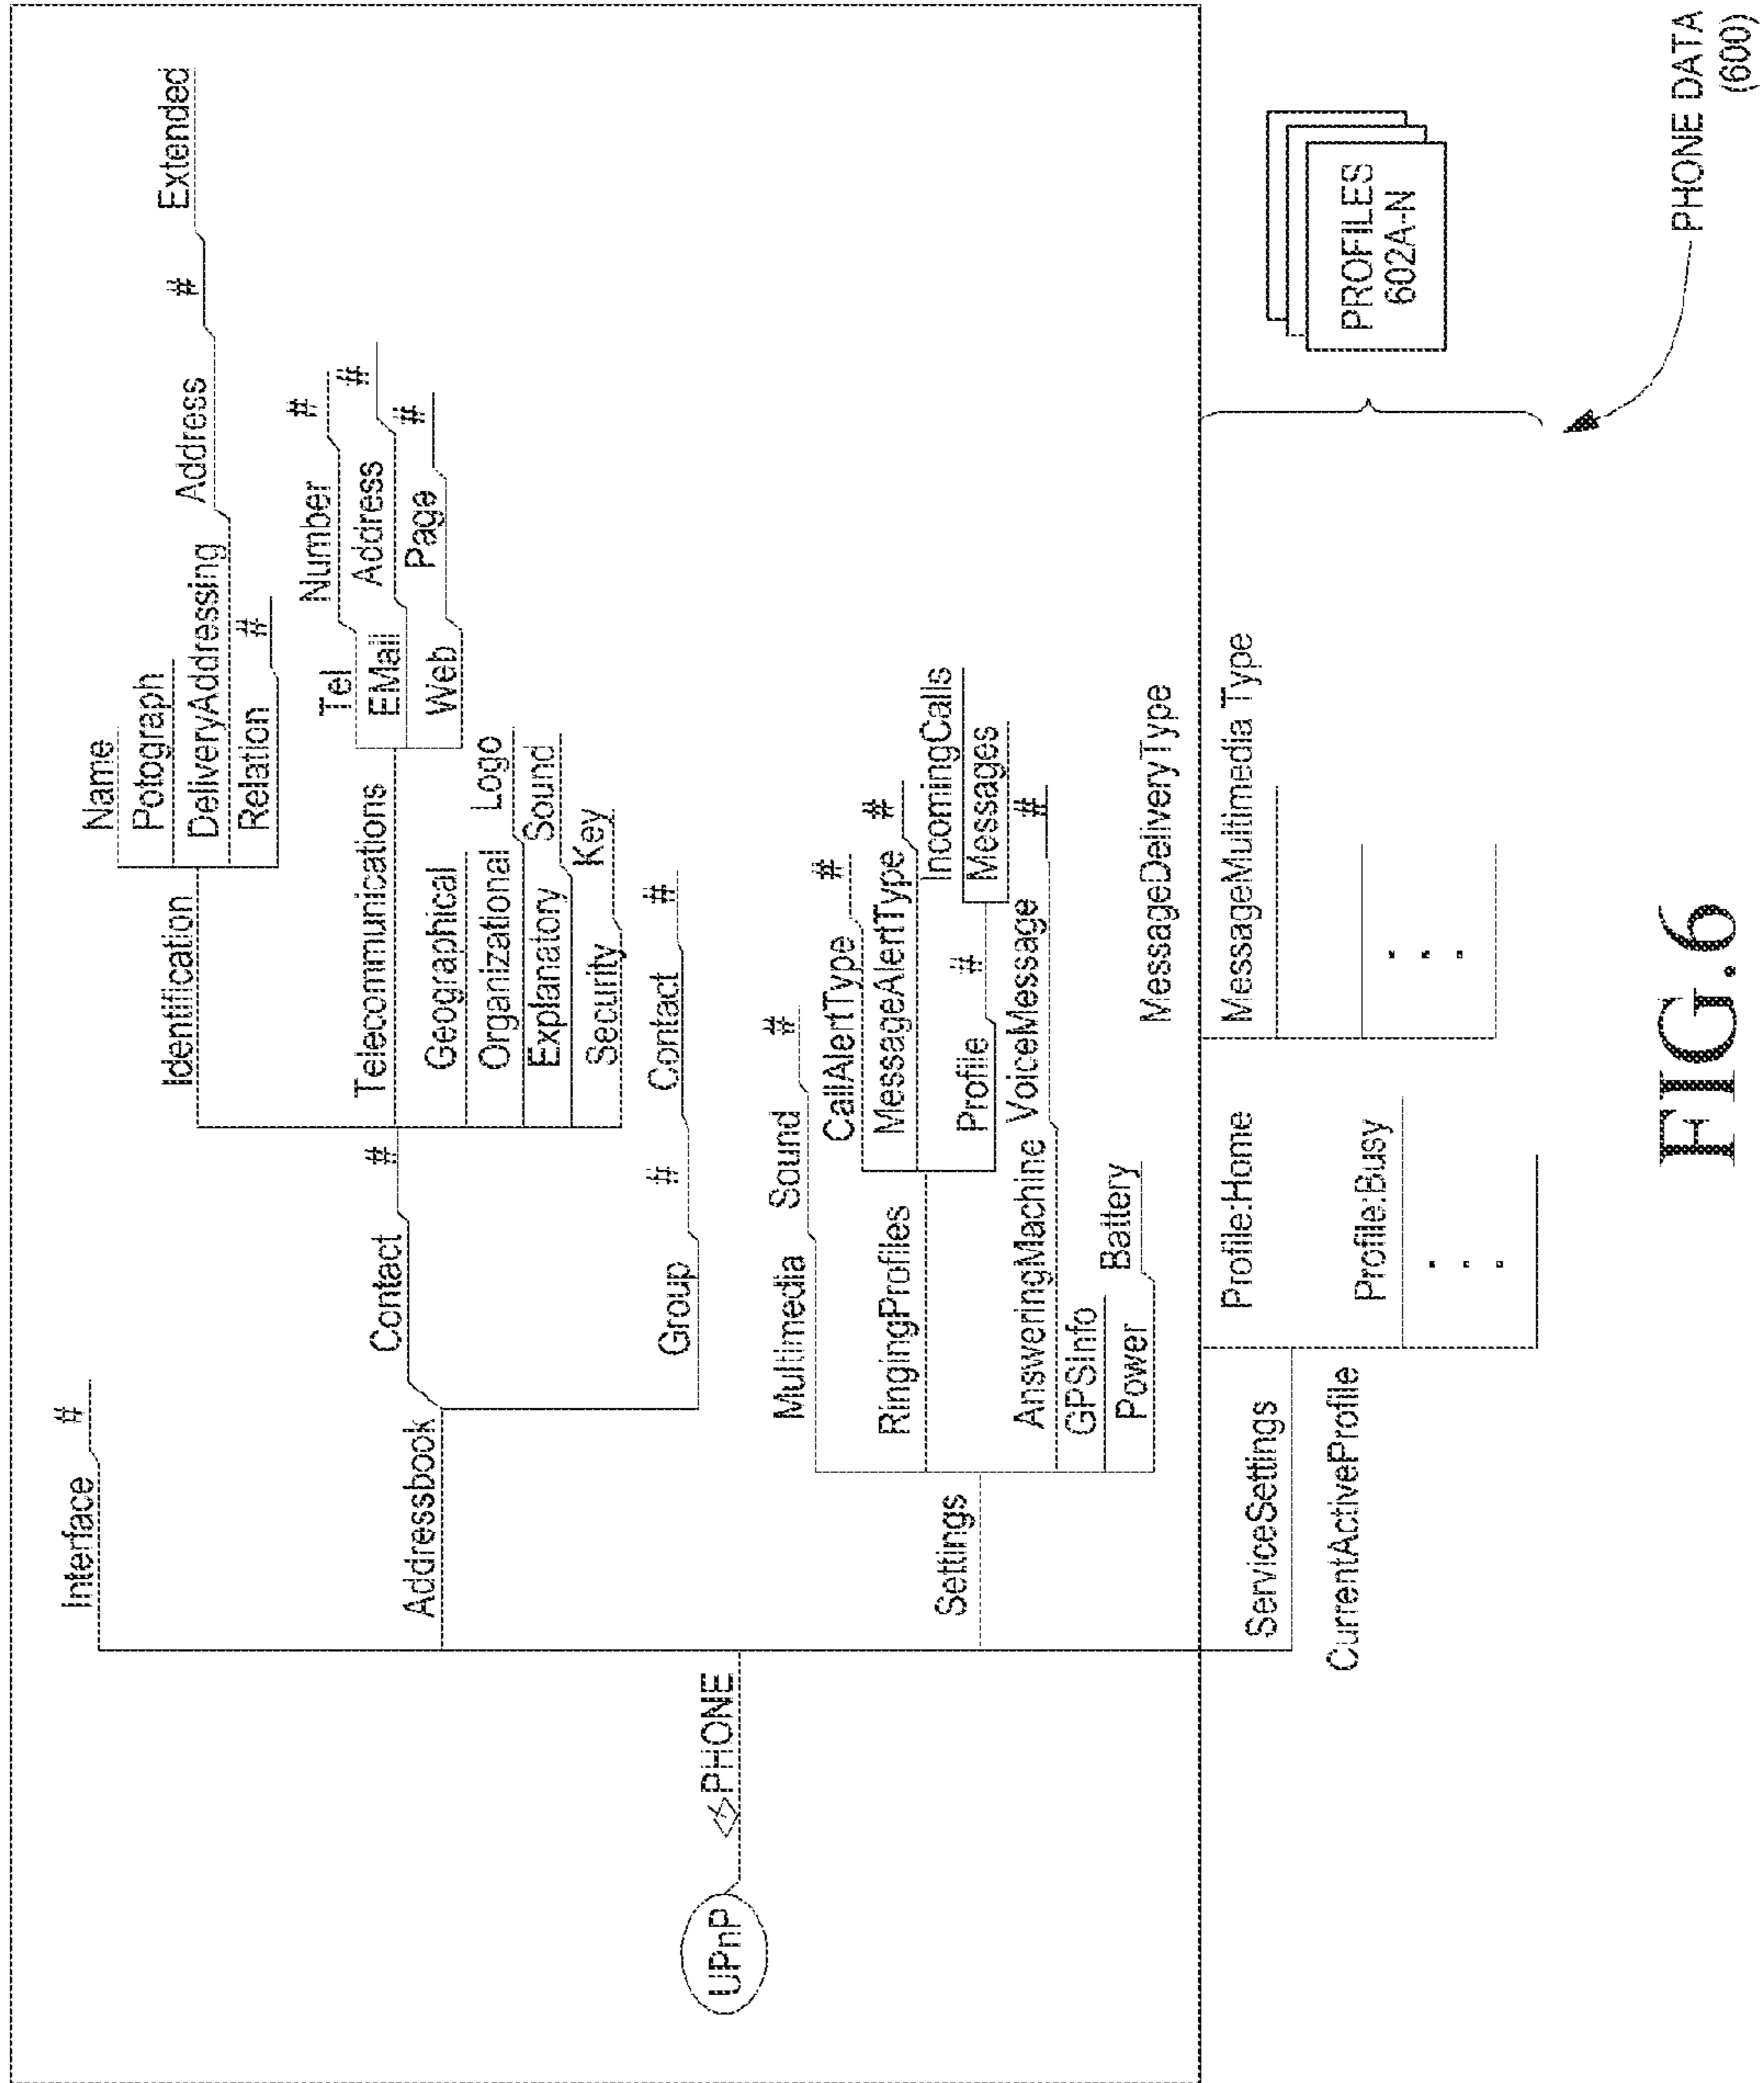 Interface #
Addressbook
Contact #
Identification
Name
Potograph
DeliveryAddressing
Address
#
Extended
Relation #
Telecommunications
Tel
Number #
EMail
Address #
Web
Page #
Geographical
Organizational
Logo
Explanatory
Sound
Security
Key
Group
#
Contact
#
UPnP
PHONE
Settings
Multimedia
Sound
#
RingingProfiles
CallAlertType #
MessageAlertType #
Profile #
IncomingCalls
Messages
AnsweringMachine
VoiceMessage #
GPSInfo
Power
Battery
ServiceSettings
CurrentActiveProfile
Profile:Home
Profile:Busy
MessageDeliveryType
MessageMultimedia Type
PROFILES
602A-N
PHONE DATA
(600)
FIG.6